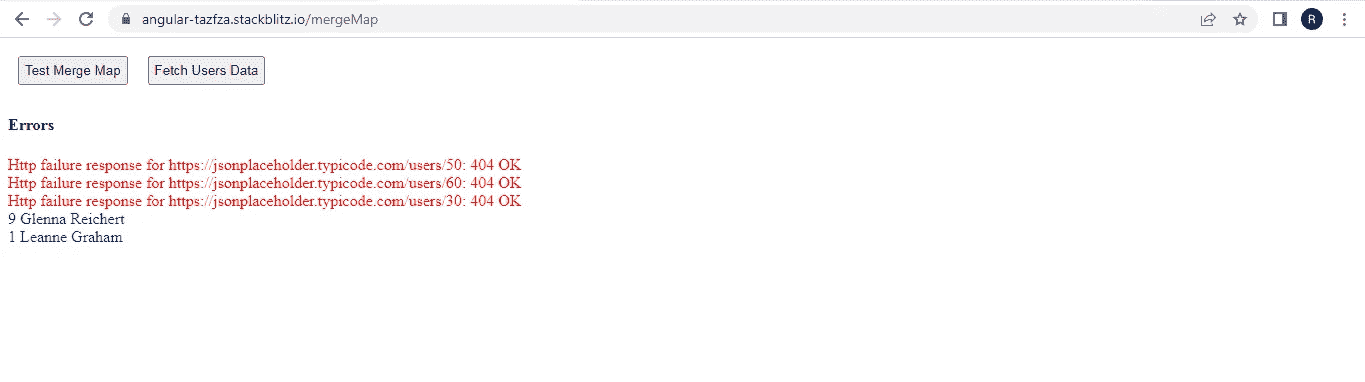 angular-tazfza.stackblitz.io/mergeMap
R
Test Merge Map Fetch Users Data
Errors
Http failure response for https://jsonplaceholder.typicode.com/users/50: 404 OK
Http failure response for https://jsonplaceholder.typicode.com/users/60: 404 OK
Http failure response for https://jsonplaceholder.typicode.com/users/30: 404 OK
9 Glenna Reichert
1 Leanne Graham